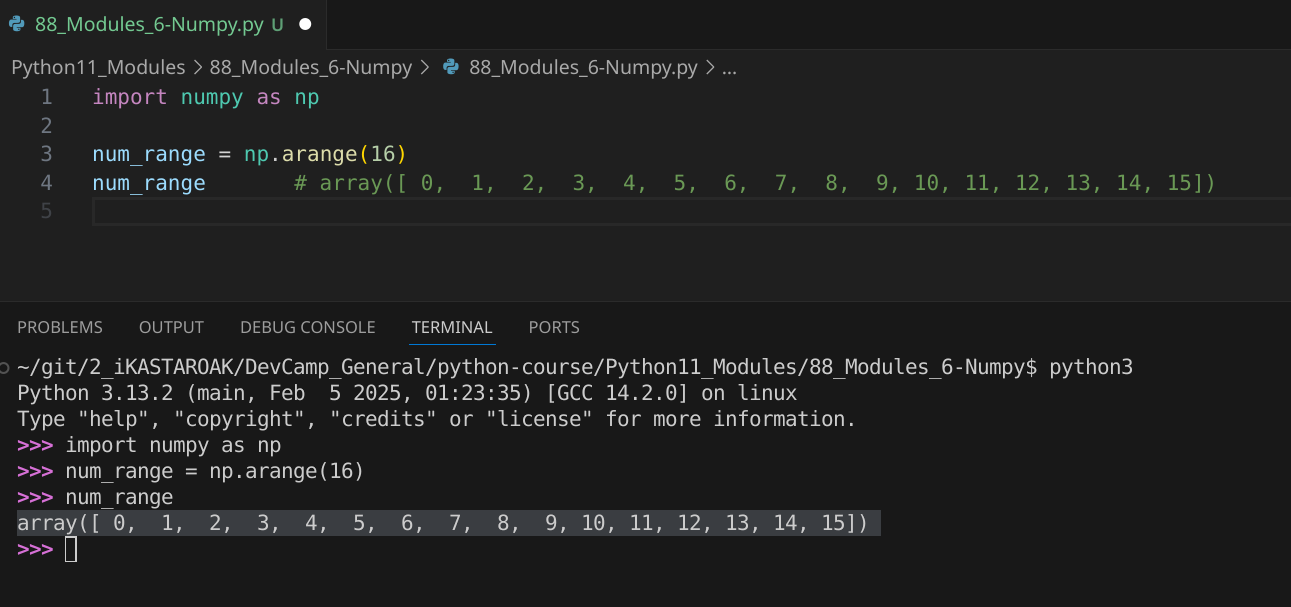 88_Modules_6-Numpy.py U
Python11_Modules > 88_Modules_6-Numpy > 88_Modules_6-Numpy.py > ...
1 import numpy as np
2
3 num_range = np.arange(16)
4 num_range       # array([ 0,  1,  2,  3,  4,  5,  6,  7,  8,  9, 10, 11, 12, 13, 14, 15])
5
PROBLEMS OUTPUT DEBUG CONSOLE TERMINAL PORTS
~/git/2_iKASTAROAK/DevCamp_General/python-course/Python11_Modules/88_Modules_6-Numpy$ python3
Python 3.13.2 (main, Feb  5 2025, 01:23:35) [GCC 14.2.0] on linux
Type "help", "copyright", "credits" or "license" for more information.
>>> import numpy as np
>>> num_range = np.arange(16)
>>> num_range
array([ 0,  1,  2,  3,  4,  5,  6,  7,  8,  9, 10, 11, 12, 13, 14, 15])
>>>